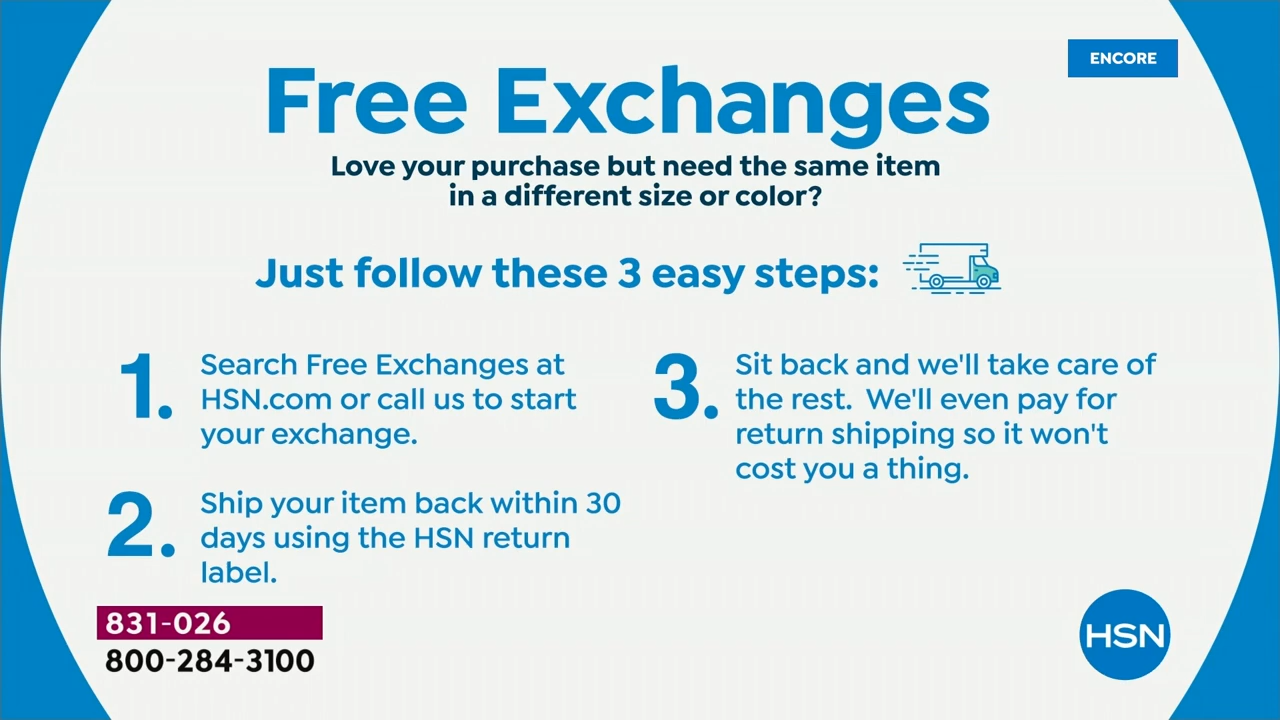 ENCORE
Free Exchanges
Love your purchase but need the same item
in a different size or color?
Just follow these 3 easy steps:
1. Search Free Exchanges at
HSN.com or call us to start
your exchange.
2. Ship your item back within 30
days using the HSN return
label.
3. Sit back and we'll take care of
the rest. We'll even pay for
return shipping so it won't
cost you a thing.
831-026
800-284-3100
HSN